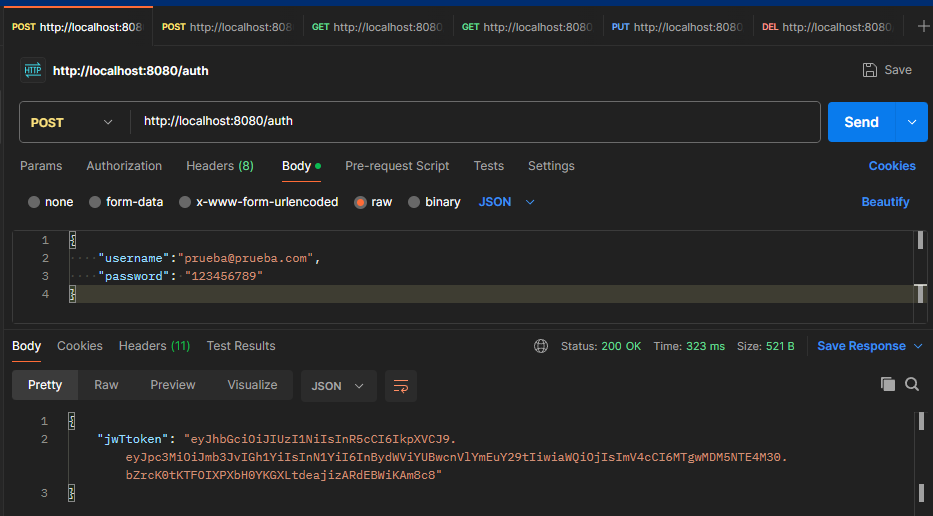 POST http://localhost:808
POST http://localhost:808
GET http://localhost:8080
GET http://localhost:8080
PUT http://localhost:8080
DEL http://localhost:8080
HTTP http://localhost:8080/auth Save
POST http://localhost:8080/auth Send
Params Authorization Headers (8) Body Pre-request Script Tests Settings Cookies
none form-data x-www-form-urlencoded raw binary JSON Beautify
1 {
2 "username":"prueba@prueba.com",
3 "password": "123456789"
4 }
Body Cookies Headers (11) Test Results Status: 200 OK Time: 323 ms Size: 521 B Save Response
Pretty Raw Preview Visualize JSON
1 {
2 "jwTtoken": "eyJhbGciOiJIUzI1NiIsInR5cCI6IkpXVCJ9.
eyJpc3MiOiJmb3JvIGh1YiIsInN1YiI6InBydWViYUBwcnVlYmEuY29tIiwiaWQiOjIsImV4cCI6MTgwMDM5NTE4M30.
bZrcK0tKTFOIXPXbH0YKGXLtdeajizARdEBWiKAm8c8"
3 }